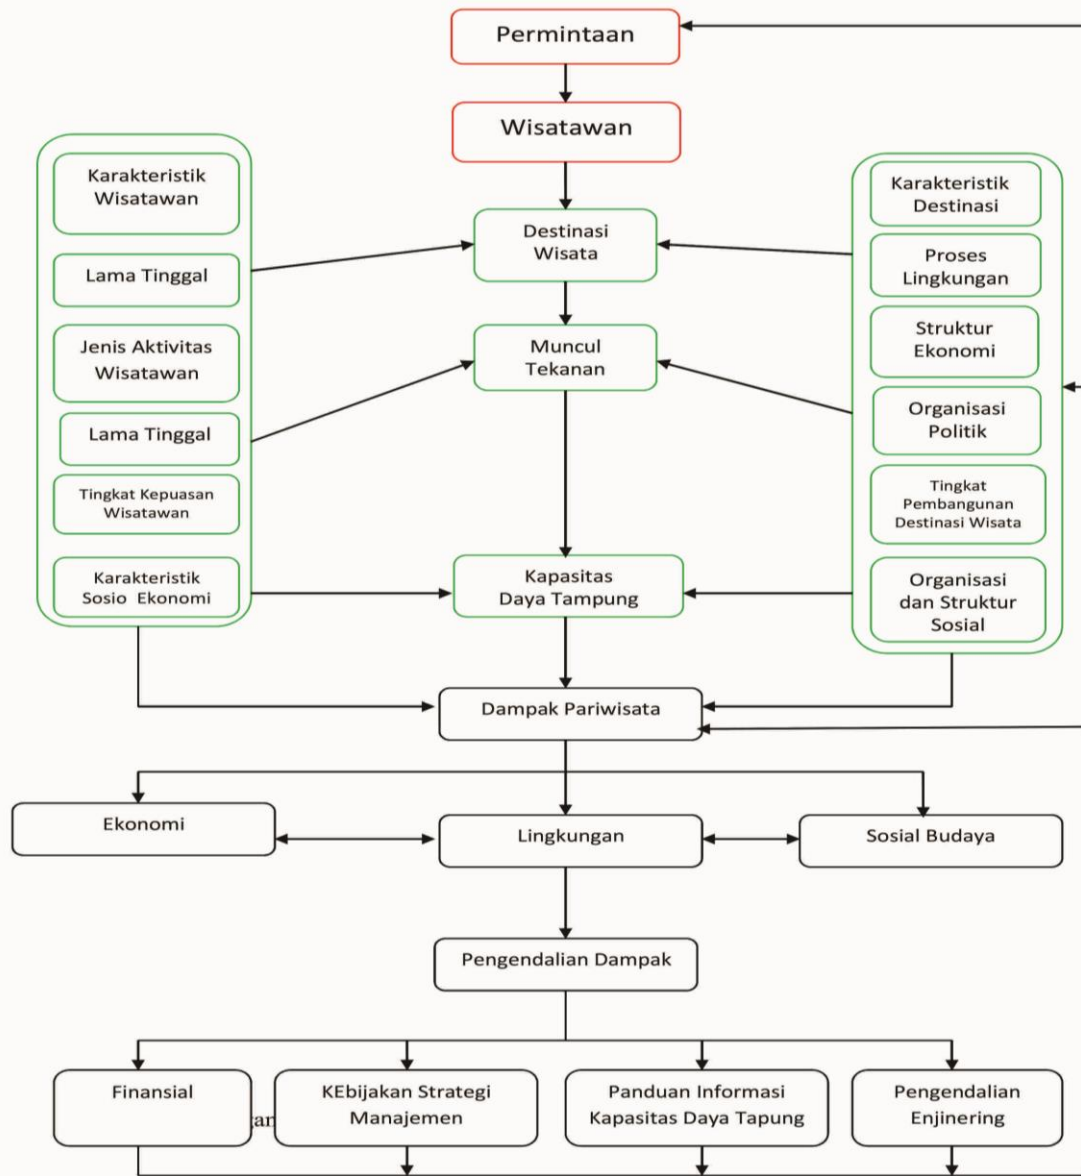 Permintaan
Wisatawan
Karakteristik
Wisatawan
Lama Tinggal
Jenis Aktivitas
Wisatawan
Lama Tinggal
Tingkat Kepuasan
Wisatawan
Karakteristik
Sosio Ekonomi
Destinasi
Wisata
Muncul
Tekanan
Kapasitas
Daya Tampung
Karakteristik
Destinasi
Proses
Lingkungan
Struktur
Ekonomi
Organisasi
Politik
Tingkat
Pembangunan
Destinasi Wisata
Organisasi
dan Struktur
Sosial
Dampak Pariwisata
Ekonomi
Lingkungan
Sosial Budaya
Pengendalian Dampak
Finansial
KEbijakan Strategi
Manajemen
Panduan Informasi
Kapasitas Daya Tapung
Pengendalian
Enjinering